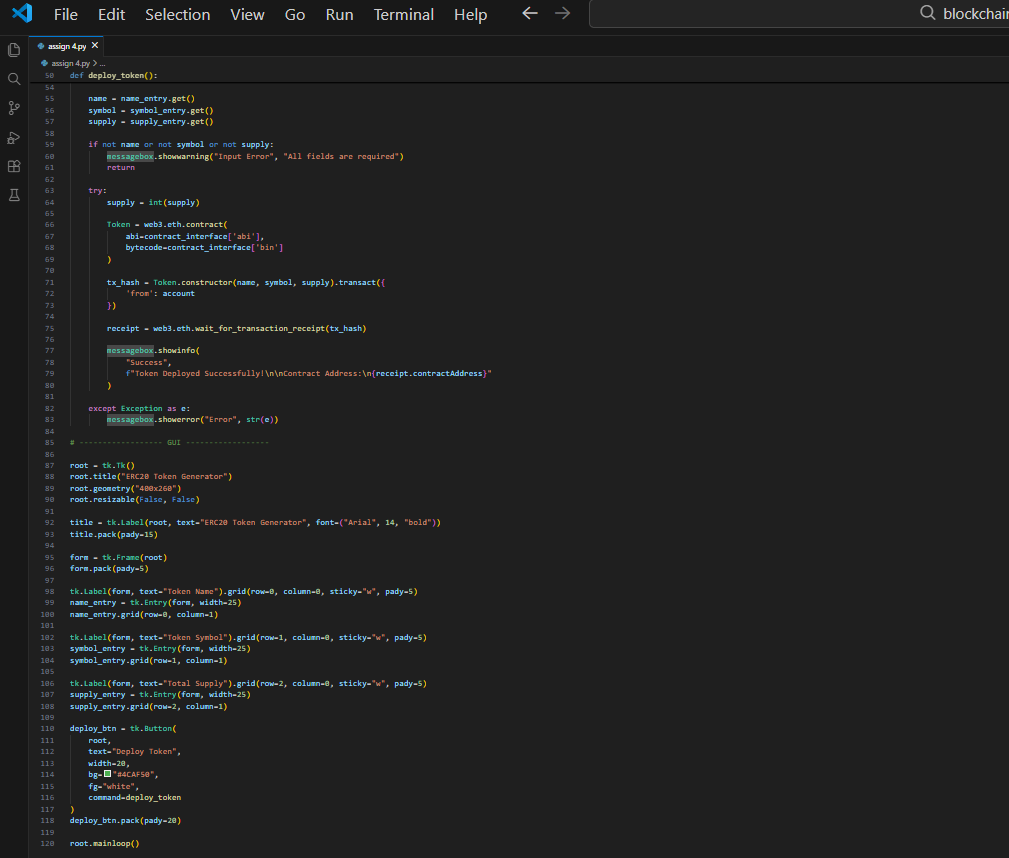 File Edit Selection View Go Run Terminal Help
blockchain
assign 4.py
assign 4.py > ...
50 def deploy_token():
54
55 name = name_entry.get()
56 symbol = symbol_entry.get()
57 supply = supply_entry.get()
58
59 if not name or not symbol or not supply:
60 messagebox.showwarning("Input Error", "All fields are required")
61 return
62
63 try:
64 supply = int(supply)
65
66 Token = web3.eth.contract(
67 abi=contract_interface['abi'],
68 bytecode=contract_interface['bin']
69 )
70
71 tx_hash = Token.constructor(name, symbol, supply).transact({
72 'from': account
73 })
74
75 receipt = web3.eth.wait_for_transaction_receipt(tx_hash)
76
77 messagebox.showinfo(
78 "Success",
79 f"Token Deployed Successfully!\n\nContract Address:\n{receipt.contractAddress}"
80 )
81
82 except Exception as e:
83 messagebox.showerror("Error", str(e))
84
85 # ------------------ GUI ------------------
86
87 root = tk.Tk()
88 root.title("ERC20 Token Generator")
89 root.geometry("400x260")
90 root.resizable(False, False)
91
92 title = tk.Label(root, text="ERC20 Token Generator", font=("Arial", 14, "bold"))
93 title.pack(pady=15)
94
95 form = tk.Frame(root)
96 form.pack(pady=5)
97
98 tk.Label(form, text="Token Name").grid(row=0, column=0, sticky="w", pady=5)
99 name_entry = tk.Entry(form, width=25)
100 name_entry.grid(row=0, column=1)
101
102 tk.Label(form, text="Token Symbol").grid(row=1, column=0, sticky="w", pady=5)
103 symbol_entry = tk.Entry(form, width=25)
104 symbol_entry.grid(row=1, column=1)
105
106 tk.Label(form, text="Total Supply").grid(row=2, column=0, sticky="w", pady=5)
107 supply_entry = tk.Entry(form, width=25)
108 supply_entry.grid(row=2, column=1)
109
110 deploy_btn = tk.Button(
111 root,
112 text="Deploy Token",
113 width=20,
114 bg="#4CAF50",
115 fg="white",
116 command=deploy_token
117 )
118 deploy_btn.pack(pady=20)
119
120 root.mainloop()